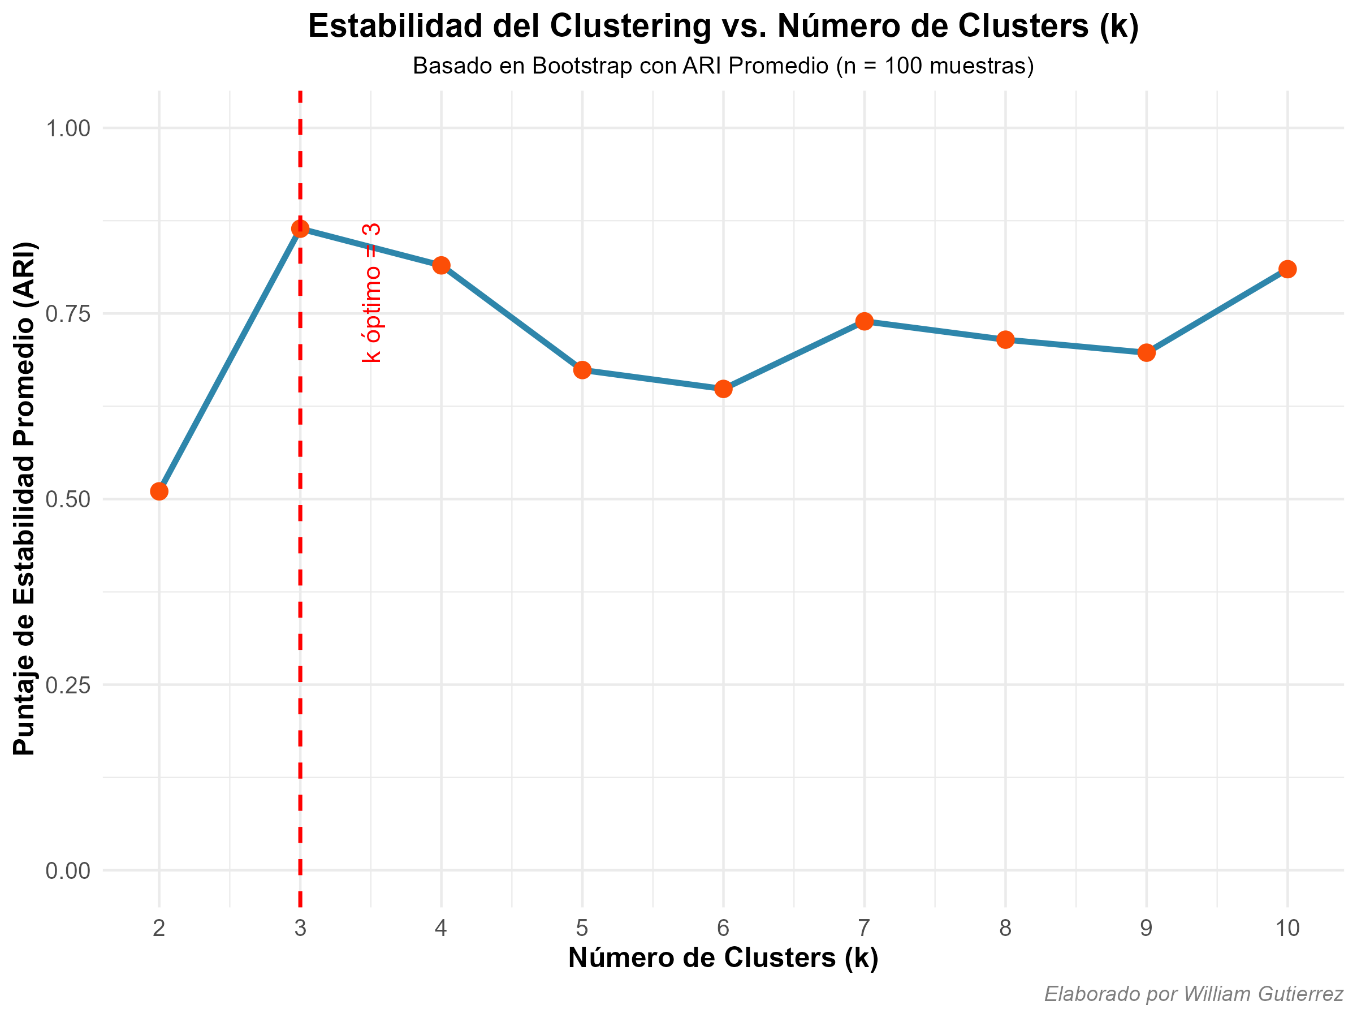 Estabilidad del Clustering vs. Número de Clusters (k)
Basado en Bootstrap con ARI Promedio (n = 100 muestras)
Puntaje de Estabilidad Promedio (ARI)
1.00
0.75
0.50
0.25
0.00
k óptimo = 3
2 3 4 5 6 7 8 9 10
Número de Clusters (k)
Elaborado por William Gutierrez